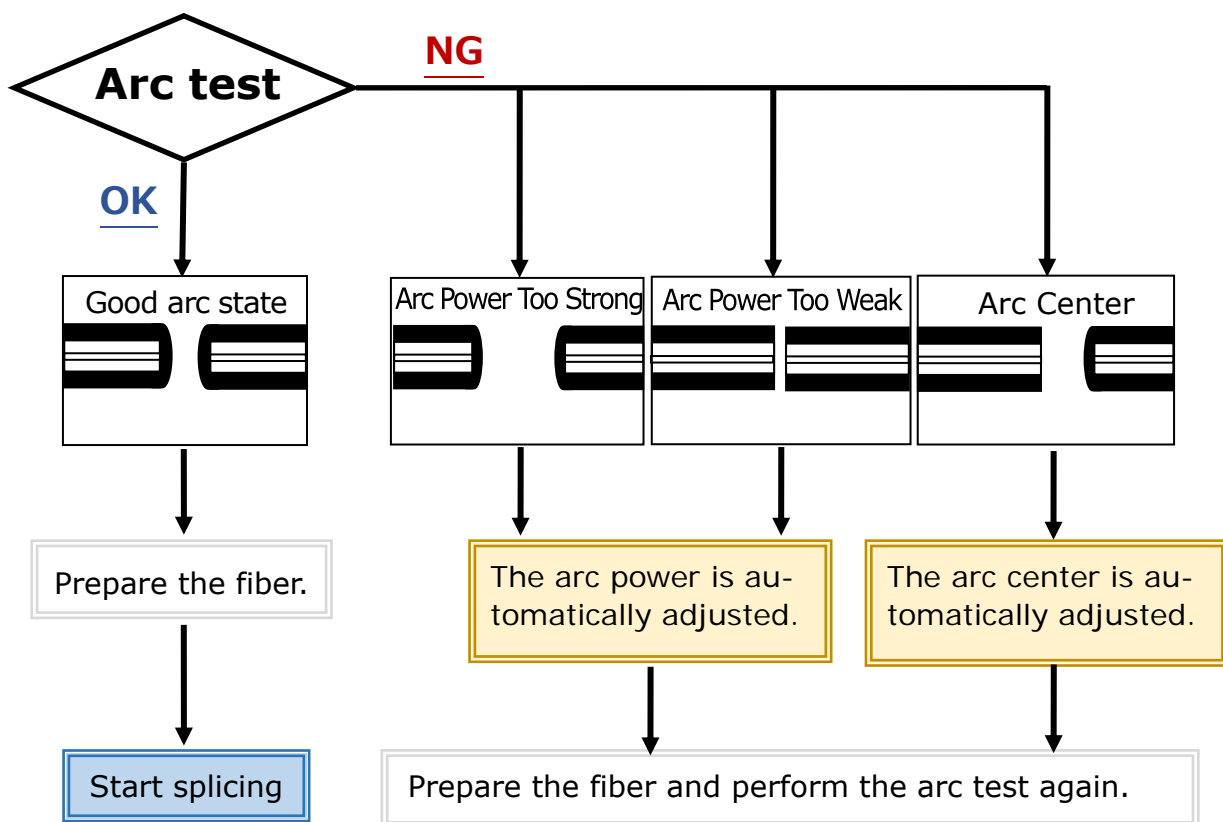 Arc test
NG
OK
Good arc state
Arc Power Too Strong
Arc Power Too Weak
Arc Center
Prepare the fiber.
The arc power is au-
tomatically adjusted.
The arc center is au-
tomatically adjusted.
Start splicing
Prepare the fiber and perform the arc test again.